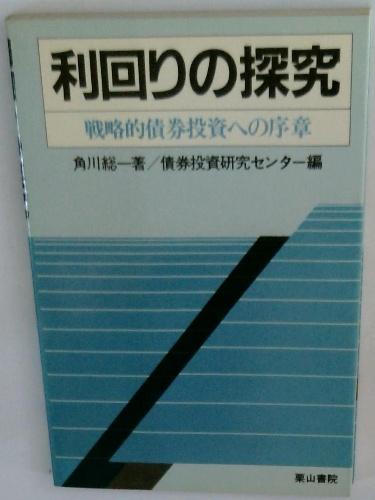 利回りの探究
戦略的債券投資への序章
角川総一著/債券投資研究センター編
栗山書院